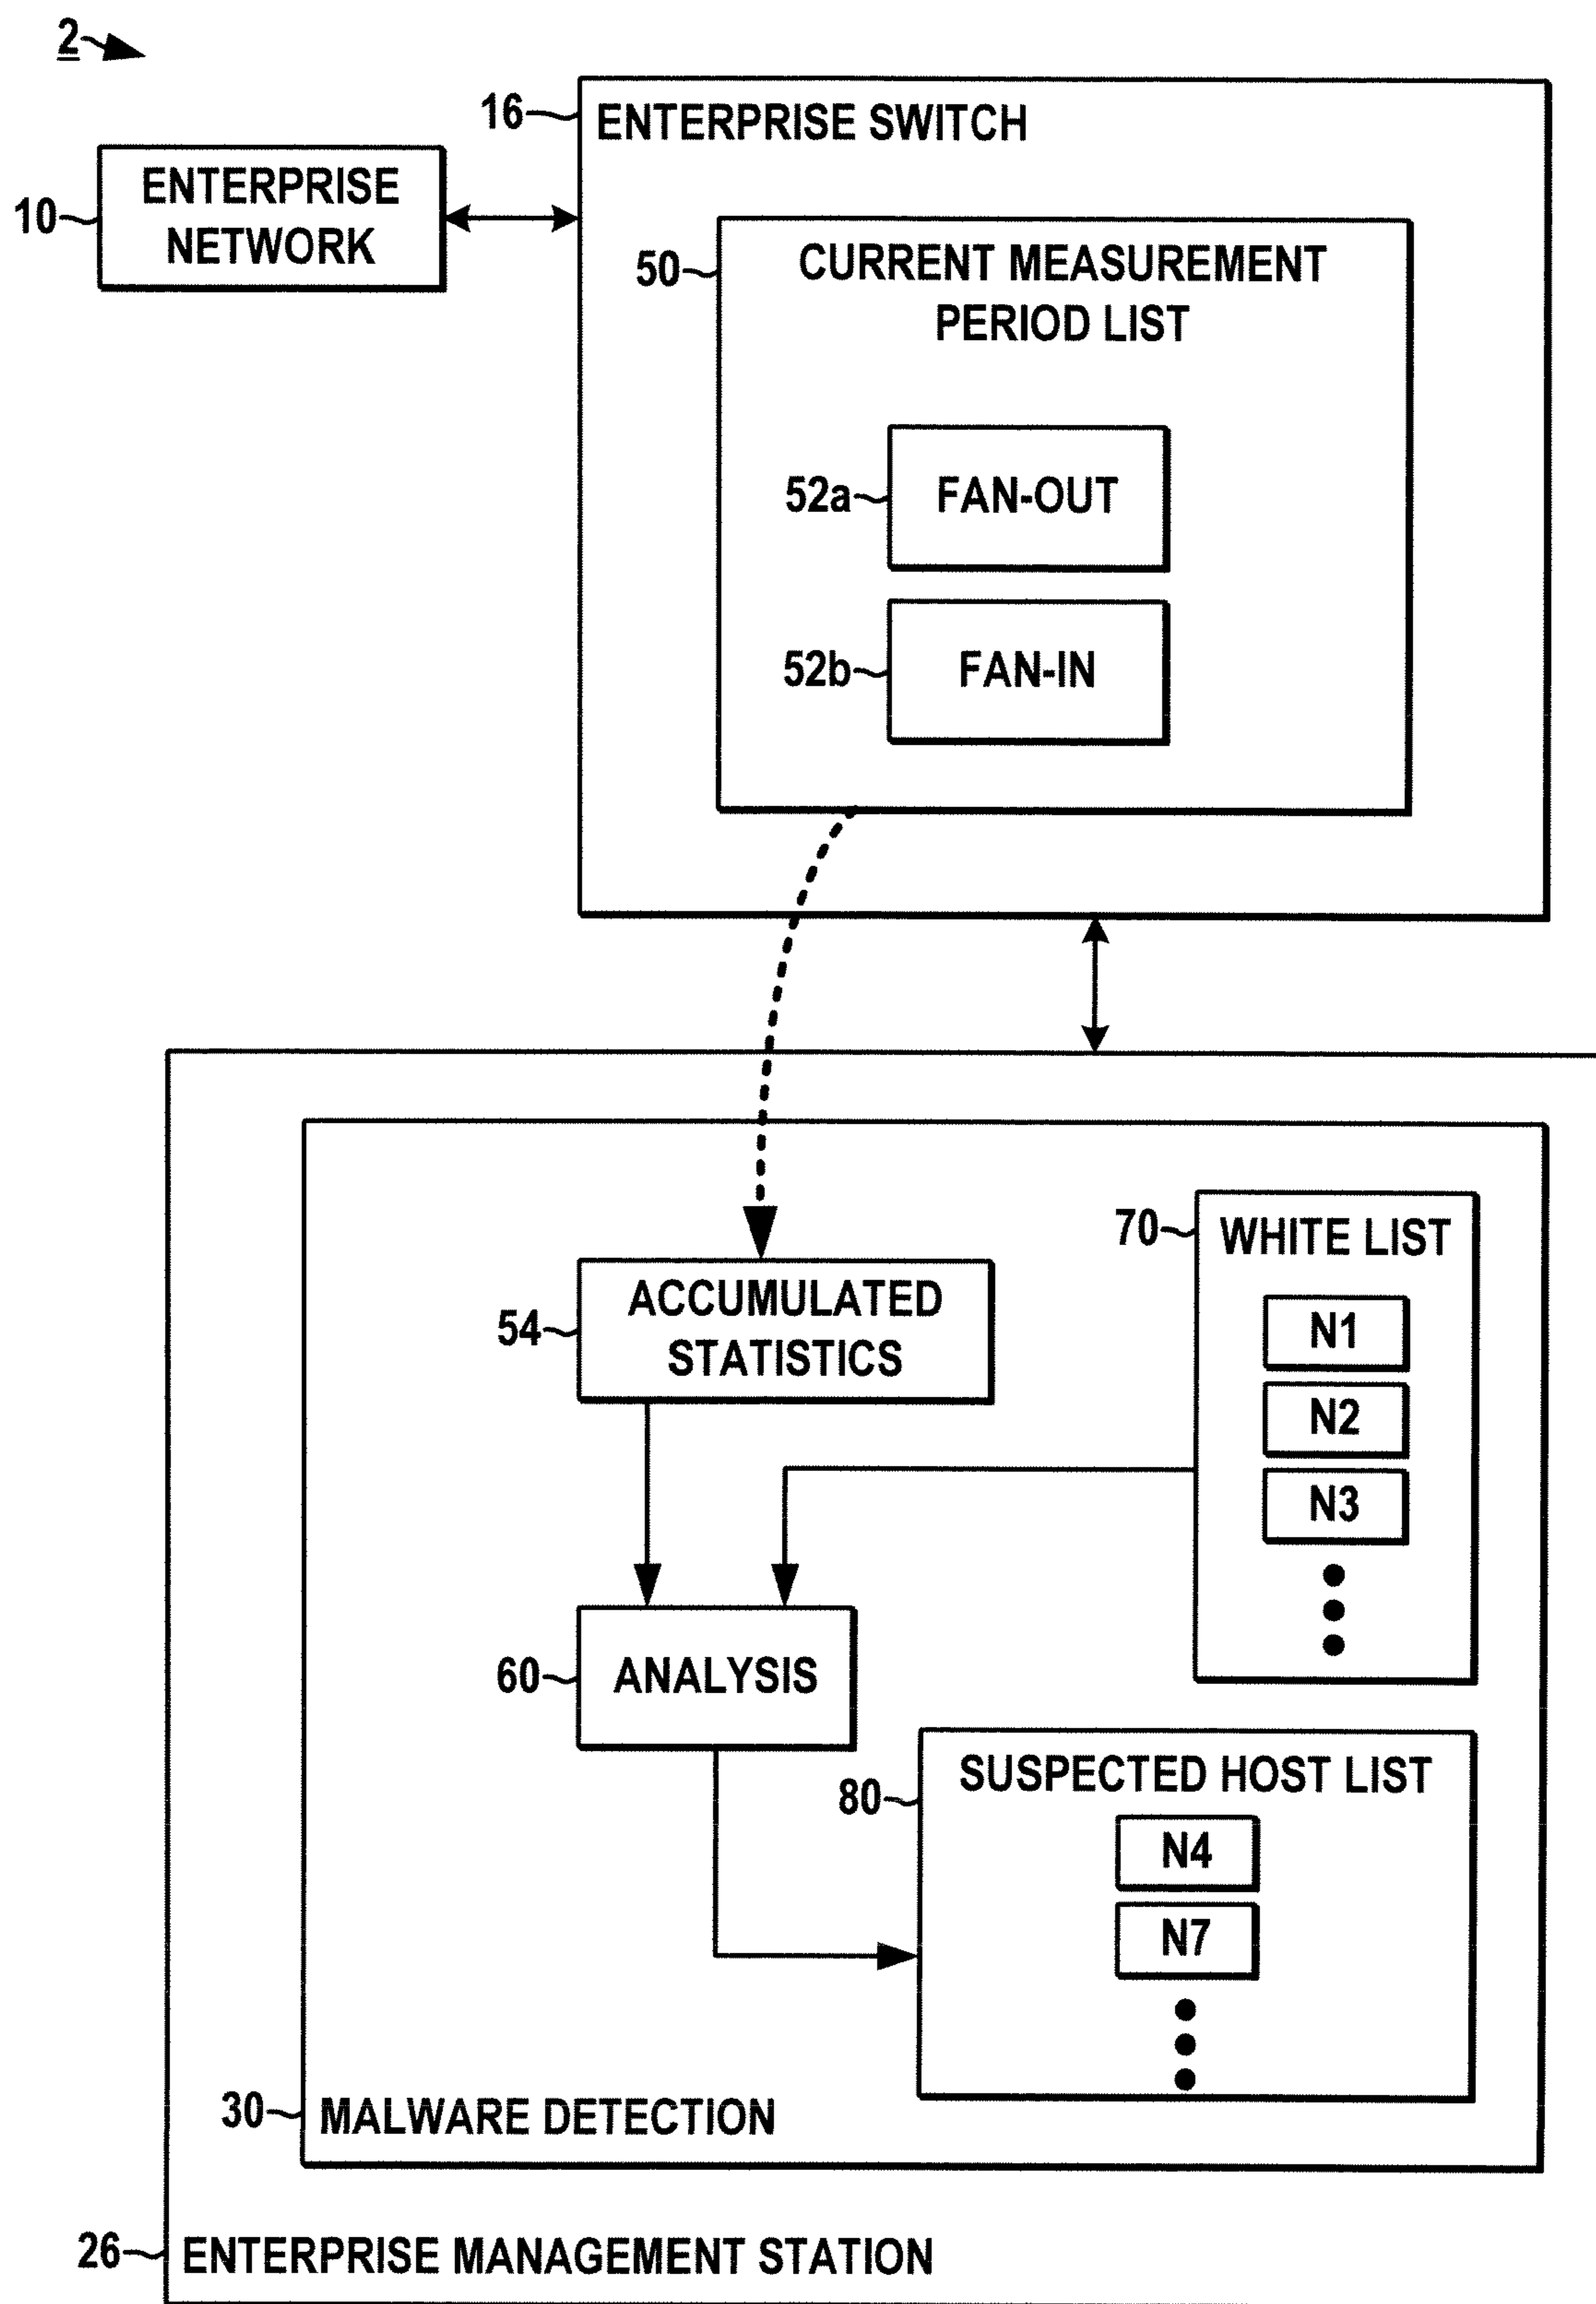 2
16
ENTERPRISE SWITCH
ENTERPRISE
NETWORK
10
50
CURRENT MEASUREMENT
PERIOD LIST
52a
FAN-OUT
52b
FAN-IN
70
WHITE LIST
N1
N2
N3
54
ACCUMULATED
STATISTICS
60
ANALYSIS
80
SUSPECTED HOST LIST
N4
N7
30
MALWARE DETECTION
26
ENTERPRISE MANAGEMENT STATION